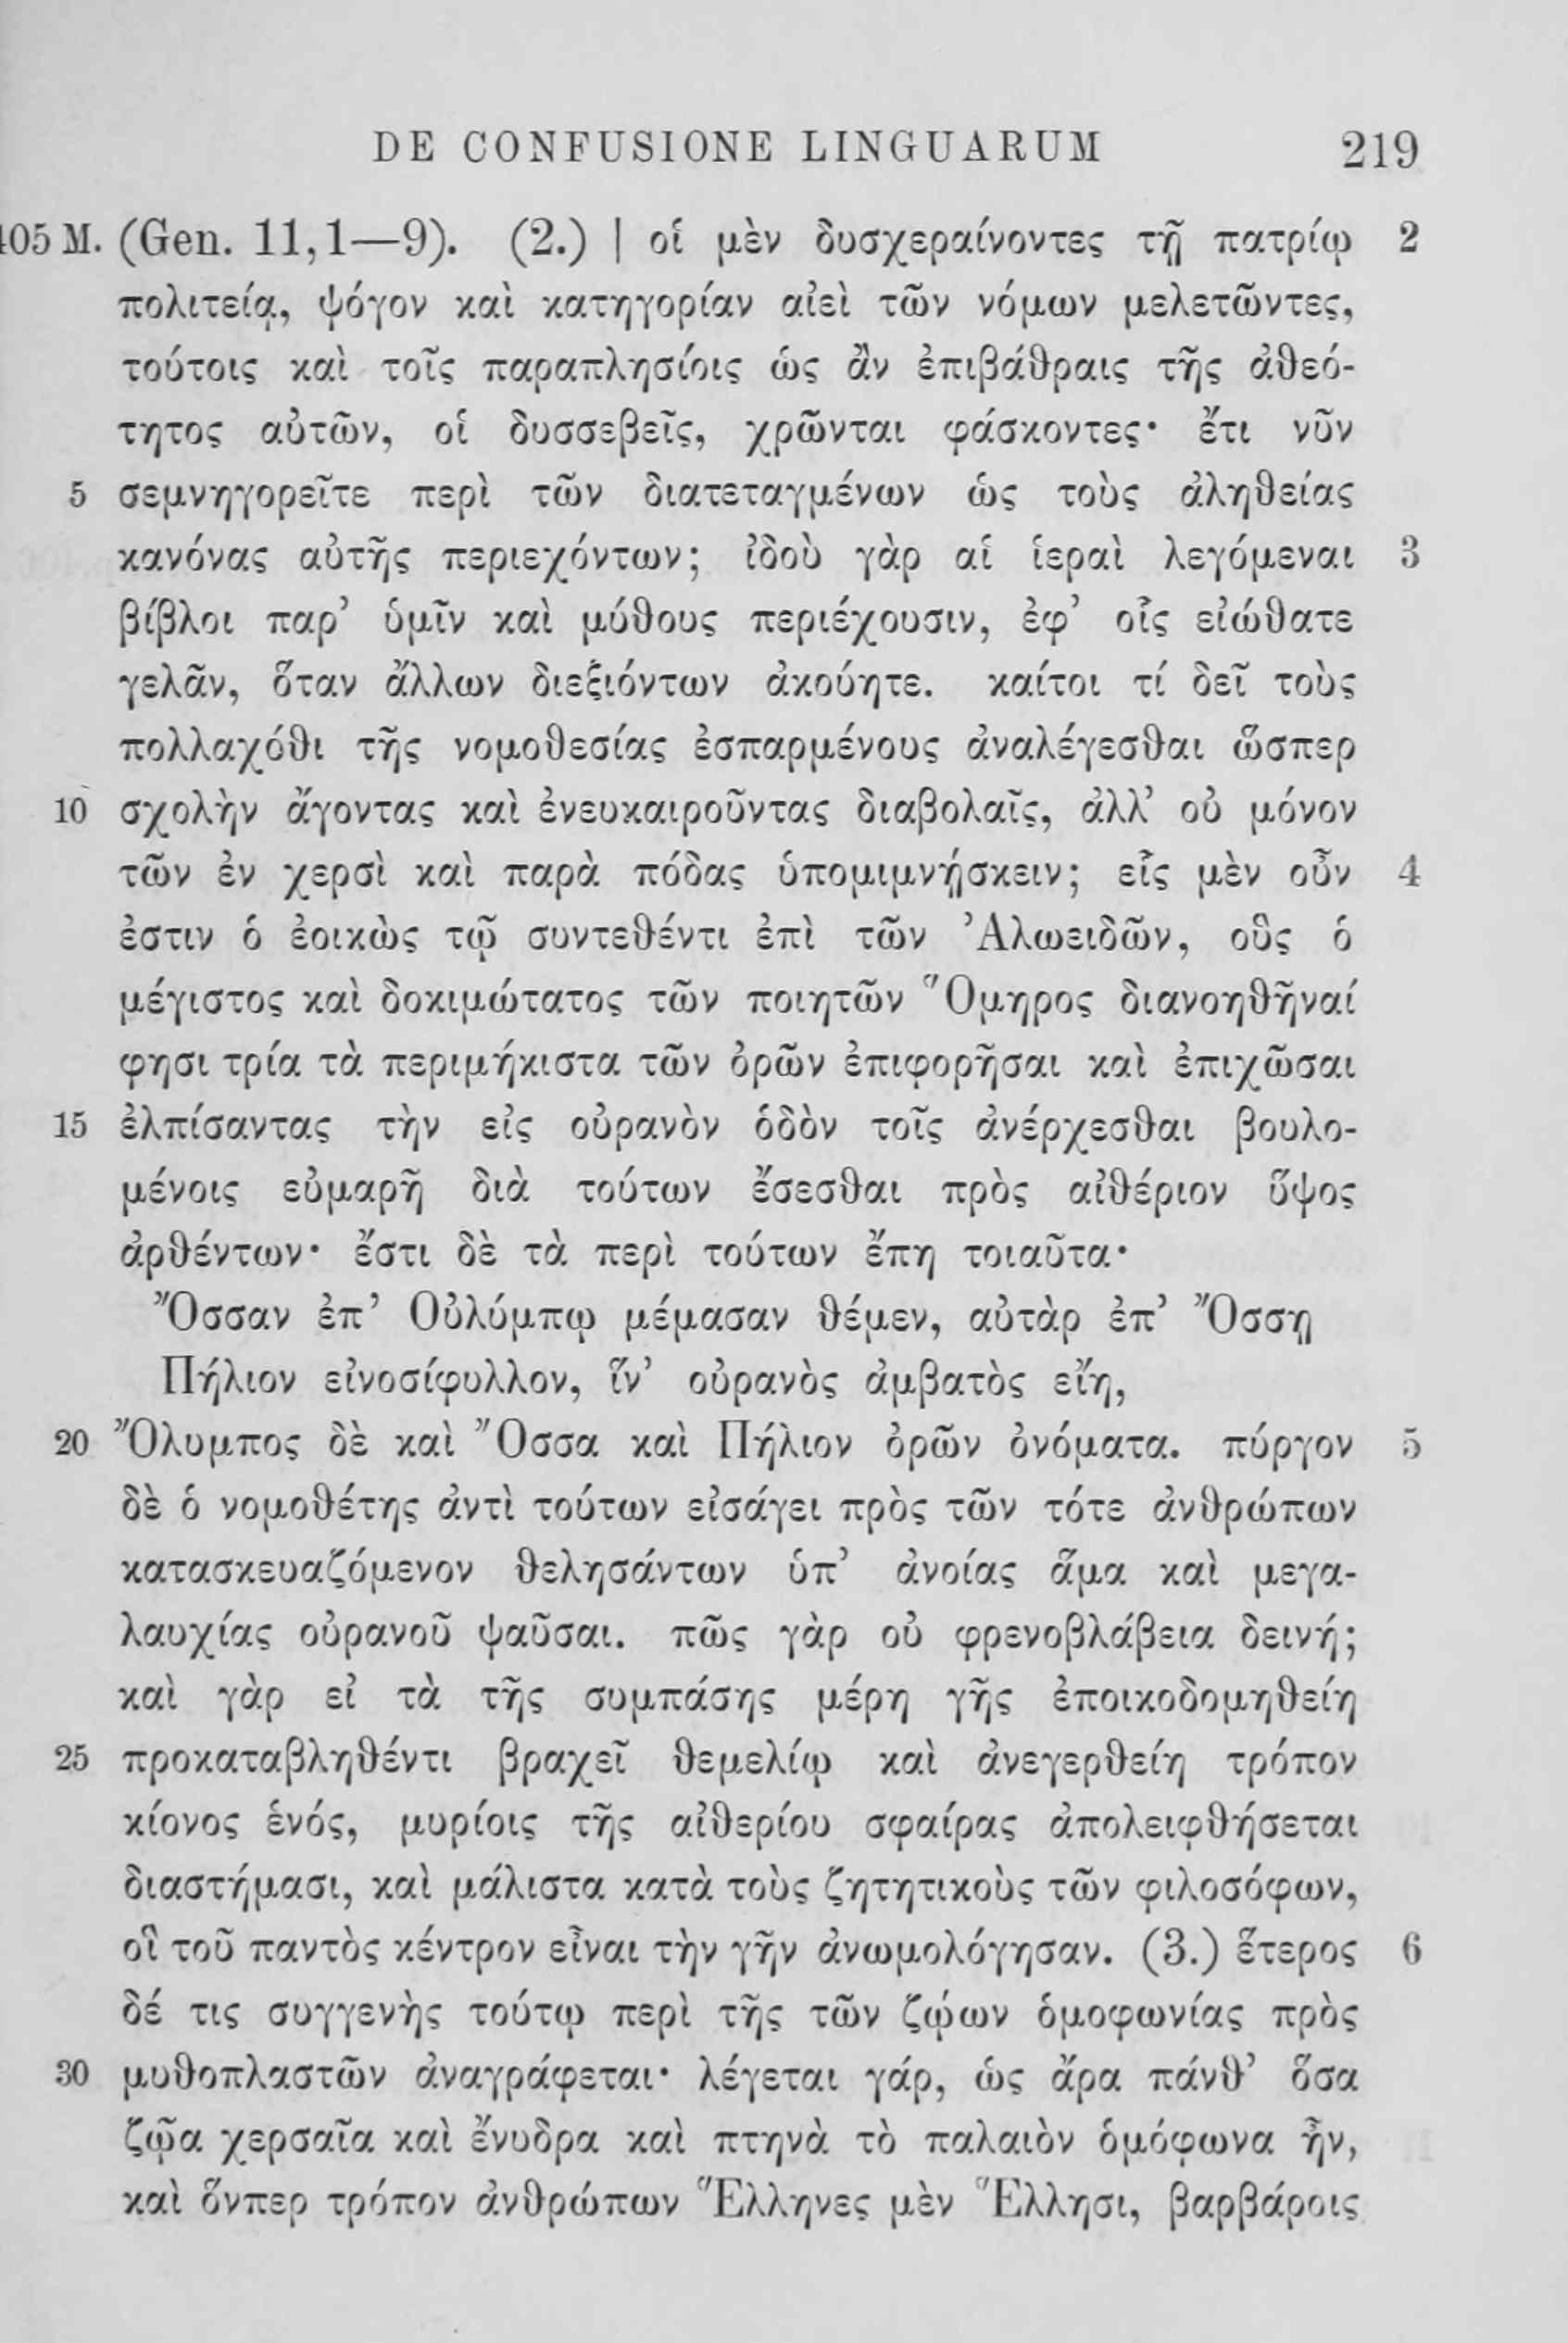 DE CONFUSIONE LINGUARUM 219
405 M. (Gen. 11,1—9). (2.) | οἱ μὲν δυσχεραίνοντες τῇ πατρίῳ 2
πολιτείᾳ, ψόγον καὶ κατηγορίαν αἰεὶ τῶν νόμων μελετῶντες,
τούτοις καὶ τοῖς παραπλησίοις ὡς ἂν ἐπιβάθραις τῆς ἀθεό-
τητος αὐτῶν, οἱ δυσσεβεῖς, χρῶνται φάσκοντες· ἔτι νῦν
5 σεμνηγορεῖτε περὶ τῶν διατεταγμένων ὡς τοὺς ἀληθείας
κανόνας αὐτῆς περιεχόντων; ἰδοὺ γὰρ αἱ ἱεραὶ λεγόμεναι 3
βίβλοι παρ’ ὑμῖν καὶ μύθους περιέχουσιν, ἐφ’ οἷς εἰώθατε
γελᾶν, ὅταν ἄλλων διεξιόντων ἀκούητε. καίτοι τί δεῖ τοὺς
πολλαχόθι τῆς νομοθεσίας ἐσπαρμένους ἀναλέγεσθαι ὥσπερ
10 σχολὴν ἄγοντας καὶ ἐνευκαιροῦντας διαβολαῖς, ἀλλ’ οὐ μόνον
τῶν ἐν χερσὶ καὶ παρὰ πόδας ὑπομιμνῄσκειν; εἷς μὲν οὖν 4
ἐστιν ὁ ἐοικὼς τῷ συντεθέντι ἐπὶ τῶν Ἀλωειδῶν, οὓς ὁ
μέγιστος καὶ δοκιμώτατος τῶν ποιητῶν Ὅμηρος διανοηθῆναί
φησι τρία τὰ περιμήκιστα τῶν ὀρῶν ἐπιφορῆσαι καὶ ἐπιχῶσαι
15 ἐλπίσαντας τὴν εἰς οὐρανὸν ὁδὸν τοῖς ἀνέρχεσθαι βουλο-
μένοις εὐμαρῆ διὰ τούτων ἔσεσθαι πρὸς αἰθέριον ὕψος
ἀρθέντων· ἔστι δὲ τὰ περὶ τούτων ἔπη τοιαῦτα·
Ὄσσαν ἐπ’ Οὐλύμπῳ μέμασαν θέμεν, αὐτὰρ ἐπ’ Ὄσσῃ
Πήλιον εἰνοσίφυλλον, ἵν’ οὐρανὸς ἀμβατὸς εἴη,
20 Ὄλυμπος δὲ καὶ Ὄσσα καὶ Πήλιον ὀρῶν ὀνόματα. πύργον 5
δὲ ὁ νομοθέτης ἀντὶ τούτων εἰσάγει πρὸς τῶν τότε ἀνθρώπων
κατασκευαζόμενον θελησάντων ὑπ’ ἀνοίας ἅμα καὶ μεγα-
λαυχίας οὐρανοῦ ψαῦσαι. πῶς γὰρ οὐ φρενοβλάβεια δεινή;
καὶ γὰρ εἰ τὰ τῆς συμπάσης μέρη γῆς ἐποικοδομηθείη
25 προκαταβληθέντι βραχεῖ θεμελίῳ καὶ ἀνεγερθείη τρόπον
κίονος ἑνός, μυρίοις τῆς αἰθερίου σφαίρας ἀπολειφθήσεται
διαστήμασι, καὶ μάλιστα κατὰ τοὺς ζητητικοὺς τῶν φιλοσόφων,
οἳ τοῦ παντὸς κέντρον εἶναι τὴν γῆν ἀνωμολόγησαν. (3.) ἕτερος 6
δέ τις συγγενὴς τούτῳ περὶ τῆς τῶν ζῴων ὁμοφωνίας πρὸς
30 μυθοπλαστῶν ἀναγράφεται· λέγεται γάρ, ὡς ἄρα πάνθ’ ὅσα
ζῷα χερσαῖα καὶ ἔνυδρα καὶ πτηνὰ τὸ παλαιὸν ὁμόφωνα ἦν,
καὶ ὅνπερ τρόπον ἀνθρώπων Ἕλληνες μὲν Ἕλλησι, βαρβάροις